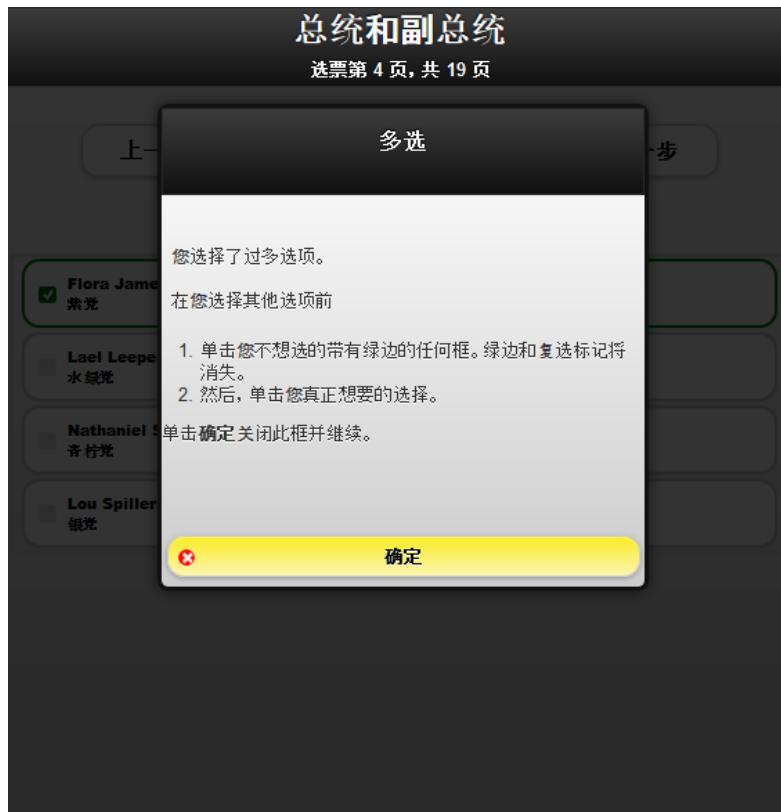 总统和副总统
选票第 4 页, 共 19 页
多选
上一
一步
您选择了过多选项。
在您选择其他选项前
1. 单击您不想选的带有绿边的任何框。绿边和复选标记将
消失。
2. 然后, 单击您真正想要的选择。
单击确定关闭此框并继续。
确定
Flora Jame
紫党
Lael Leepe
水绿党
Nathaniel S
青柠党
Lou Spiller
银党